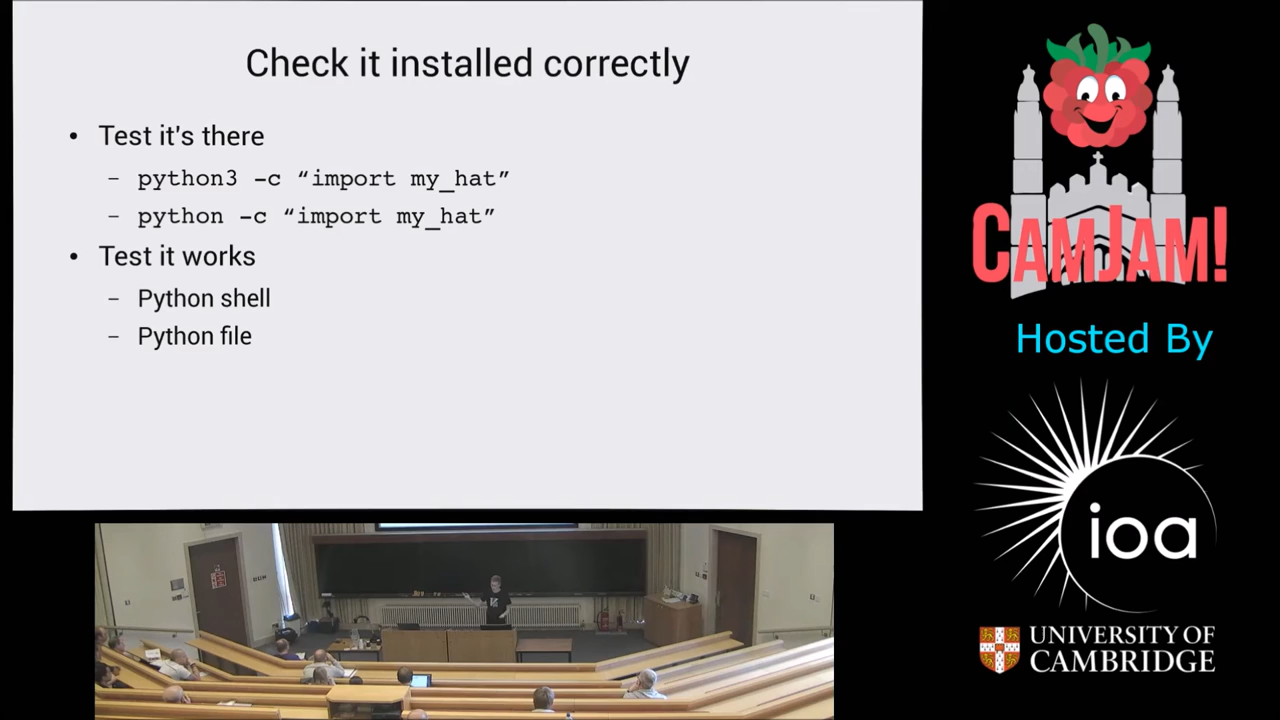 Check it installed correctly
• Test it's there
– python3 -c “import my_hat”
– python -c “import my_hat”
• Test it works
– Python shell
– Python file
CAMJAM!
Hosted By
ioa
UNIVERSITY OF
CAMBRIDGE